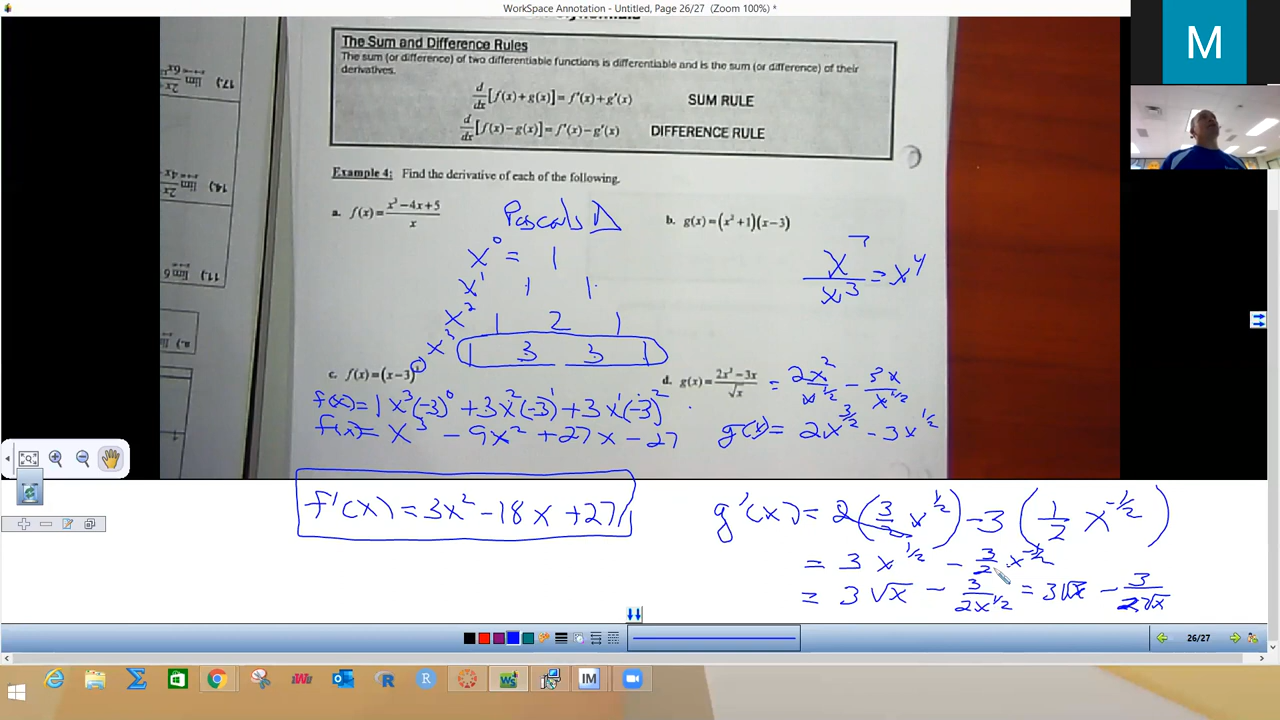 WorkSpace Annotation - Untitled, Page 26/27 (Zoom 100%) *
M
The Sum and Difference Rules
The sum (or difference) of two differentiable functions is differentiable and is the sum (or difference) of their
derivatives.
d/dx [f(x)+g(x)] = f'(x)+g'(x) SUM RULE
d/dx [f(x)-g(x)] = f'(x)-g'(x) DIFFERENCE RULE
Example 4: Find the derivative of each of the following.
a. f(x) = (x³ - 4x + 5)/x
Pascals Δ
b. g(x) = (x² + 1)(x - 3)
x⁰ = 1
x¹ 1 1
x² 1 2 1
x³ 1 3 3 1
x⁷/x³ = x⁴
c. f(x) = (x-3)³
f(x) = 1x³(-3)⁰ + 3x²(-3)¹ + 3x¹(-3)²
f(x) = x³ - 9x² + 27x - 27
f'(x) = 3x² - 18x + 27
d. g(x) = (2x² - 3x)/√x = 2x²/x^1/2 - 3x/x^1/2
g(x) = 2x^3/2 - 3x^1/2
g'(x) = 2(3/2 x^1/2) - 3(1/2 x^-1/2)
= 3x^1/2 - 3/2 x^-1/2
= 3√x - 3/2x^1/2 = 3√x - 3/2√x
17.)
14.)
11.)
26/27
IM